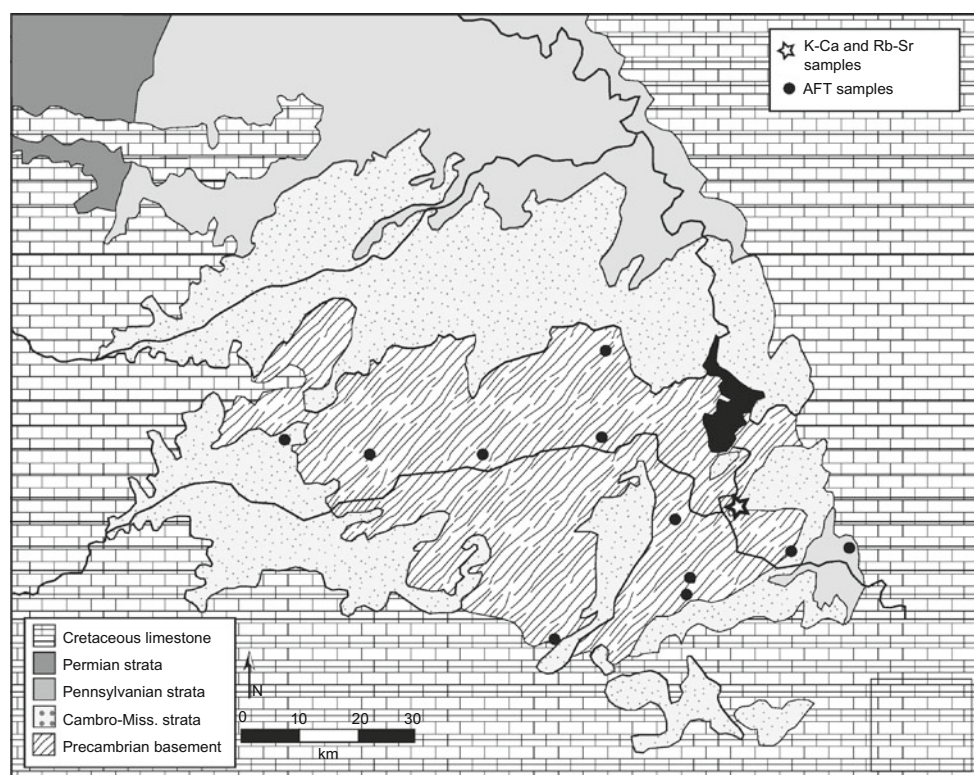 K-Ca and Rb-Sr
samples
AFT samples
Cretaceous limestone
Permian strata
Pennsylvanian strata
Cambro-Miss. strata
Precambrian basement
N
0 10 20 30
km